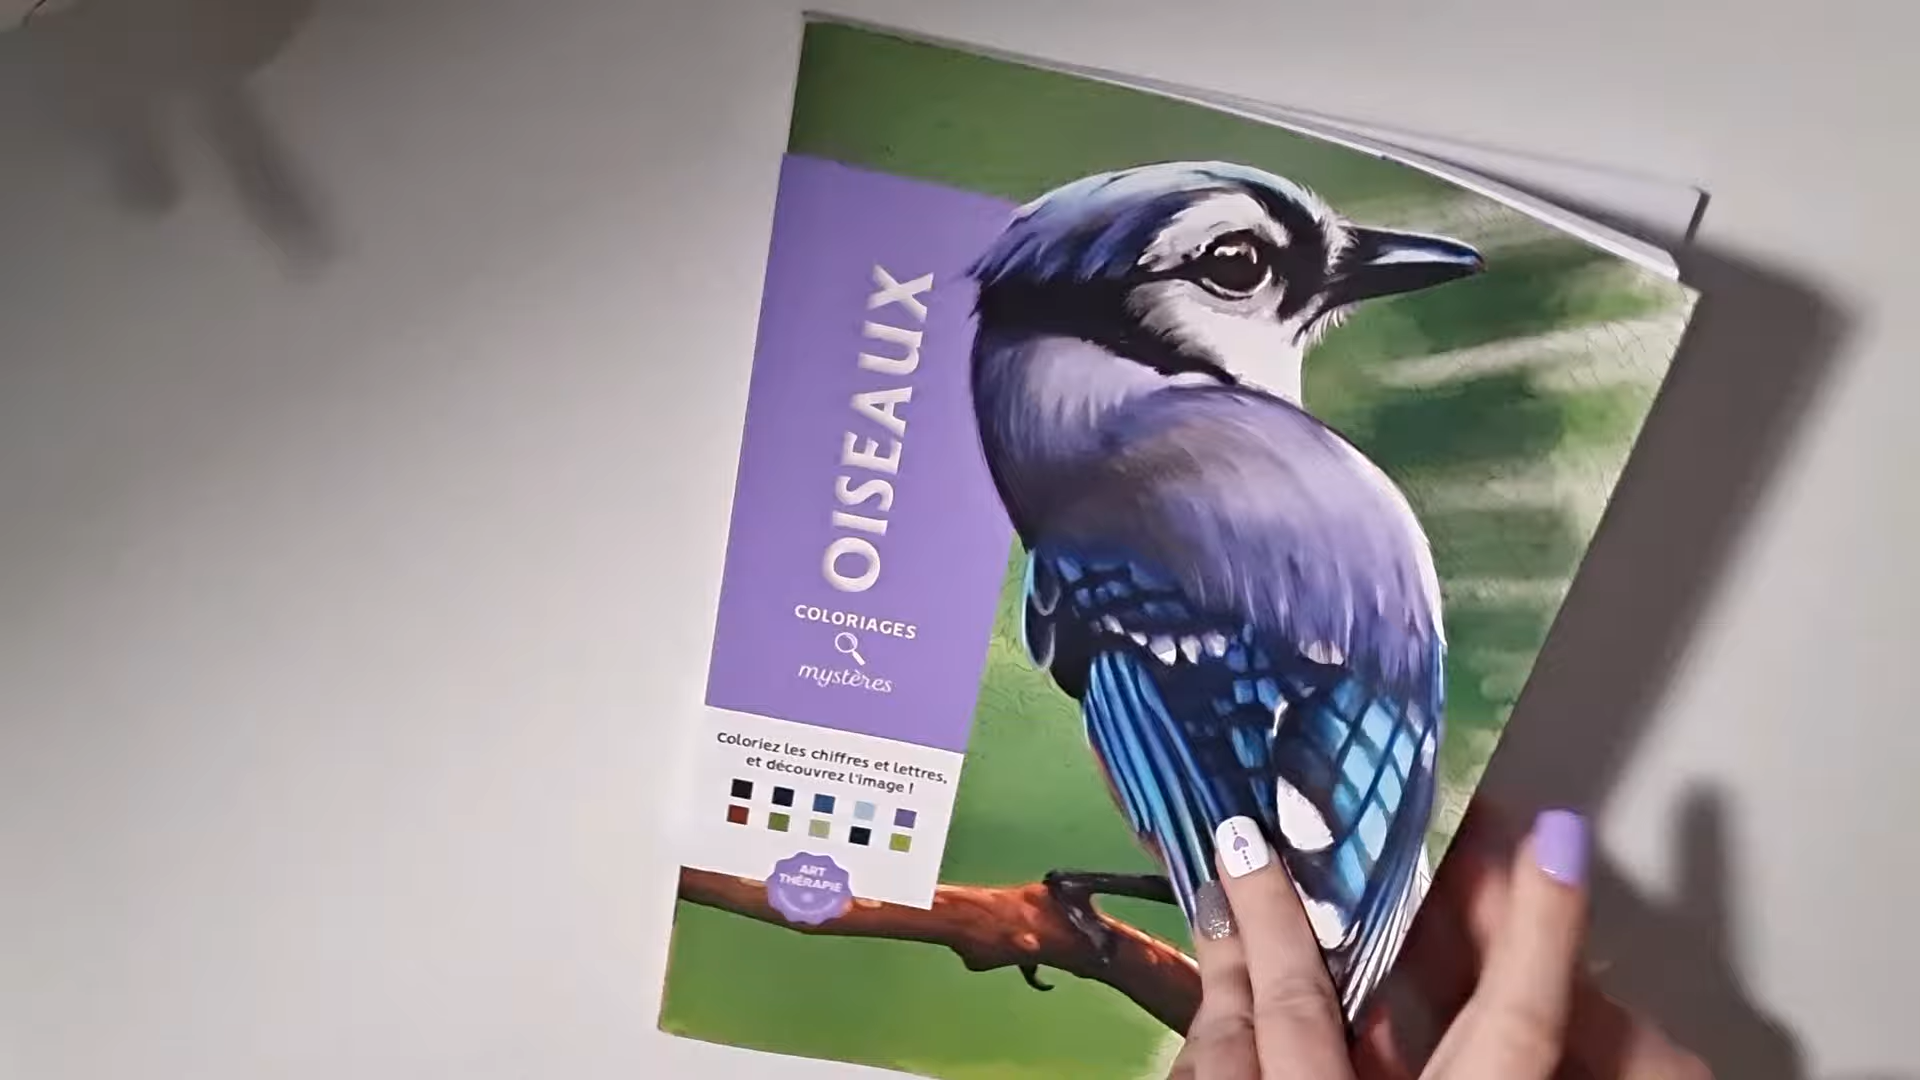 OISEAUX
COLORIAGES
mystères
Coloriez les chiffres et lettres,
et découvrez l'image !
ART
THÉRAPIE